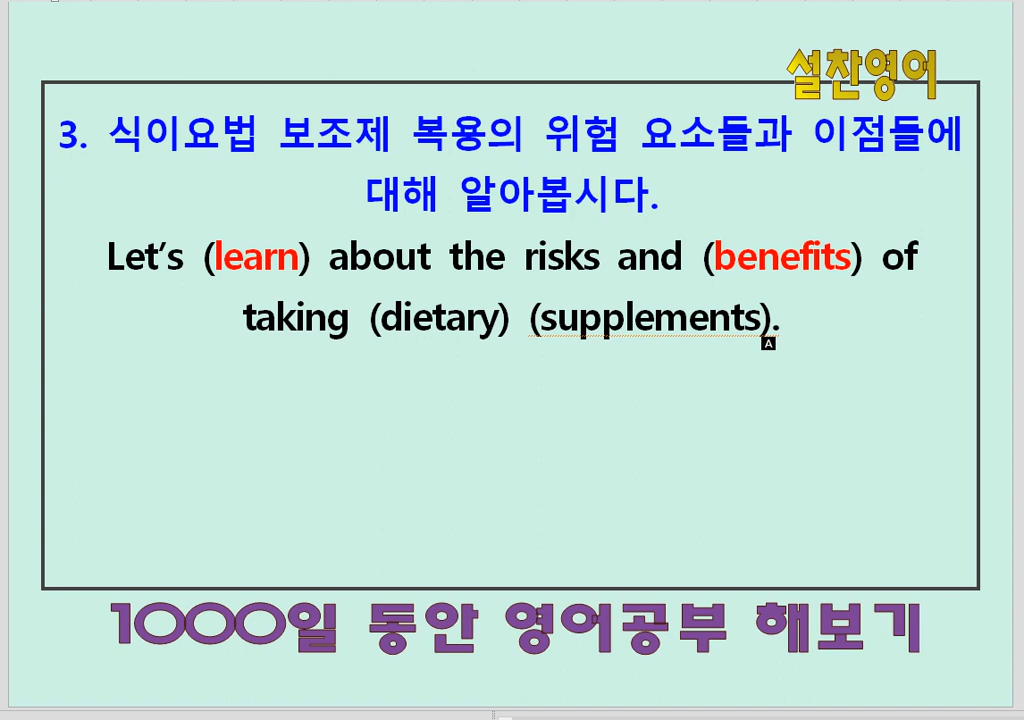 설찬영어
3. 식이요법 보조제 복용의 위험 요소들과 이점들에
대해 알아봅시다.
Let's (learn) about the risks and (benefits) of
taking (dietary) (supplements).
A
1000일 동안 영어공부 해보기